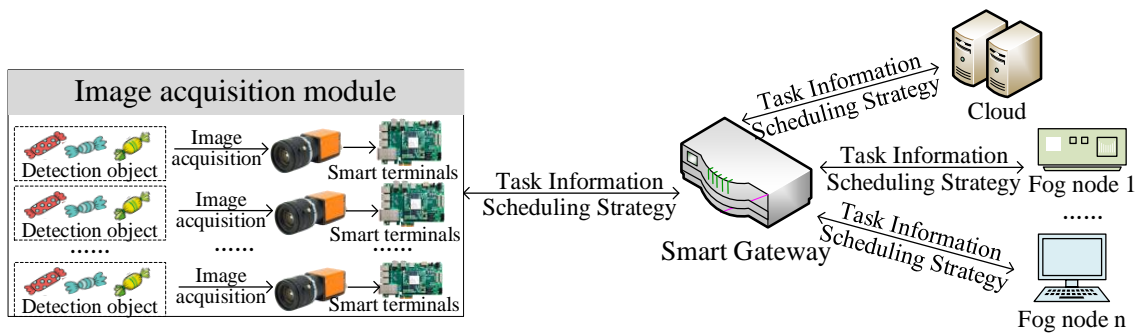 Image acquisition module
Detection object
Image
acquisition
Smart terminals
Detection object
Image
acquisition
Smart terminals
......
......
......
Detection object
Image
acquisition
Smart terminals
Task Information
Scheduling Strategy
Smart Gateway
Task Information
Scheduling Strategy
Cloud
Task Information
Scheduling Strategy
Fog node 1
......
Task Information
Scheduling Strategy
Fog node n